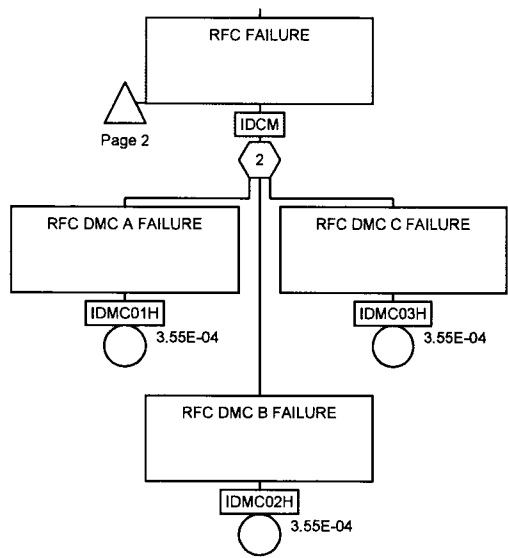 RFC FAILURE
Page 2
IDCM
2
RFC DMC A FAILURE
RFC DMC C FAILURE
IDMC01H
3.55E-04
IDMC03H
3.55E-04
RFC DMC B FAILURE
IDMC02H
3.55E-04